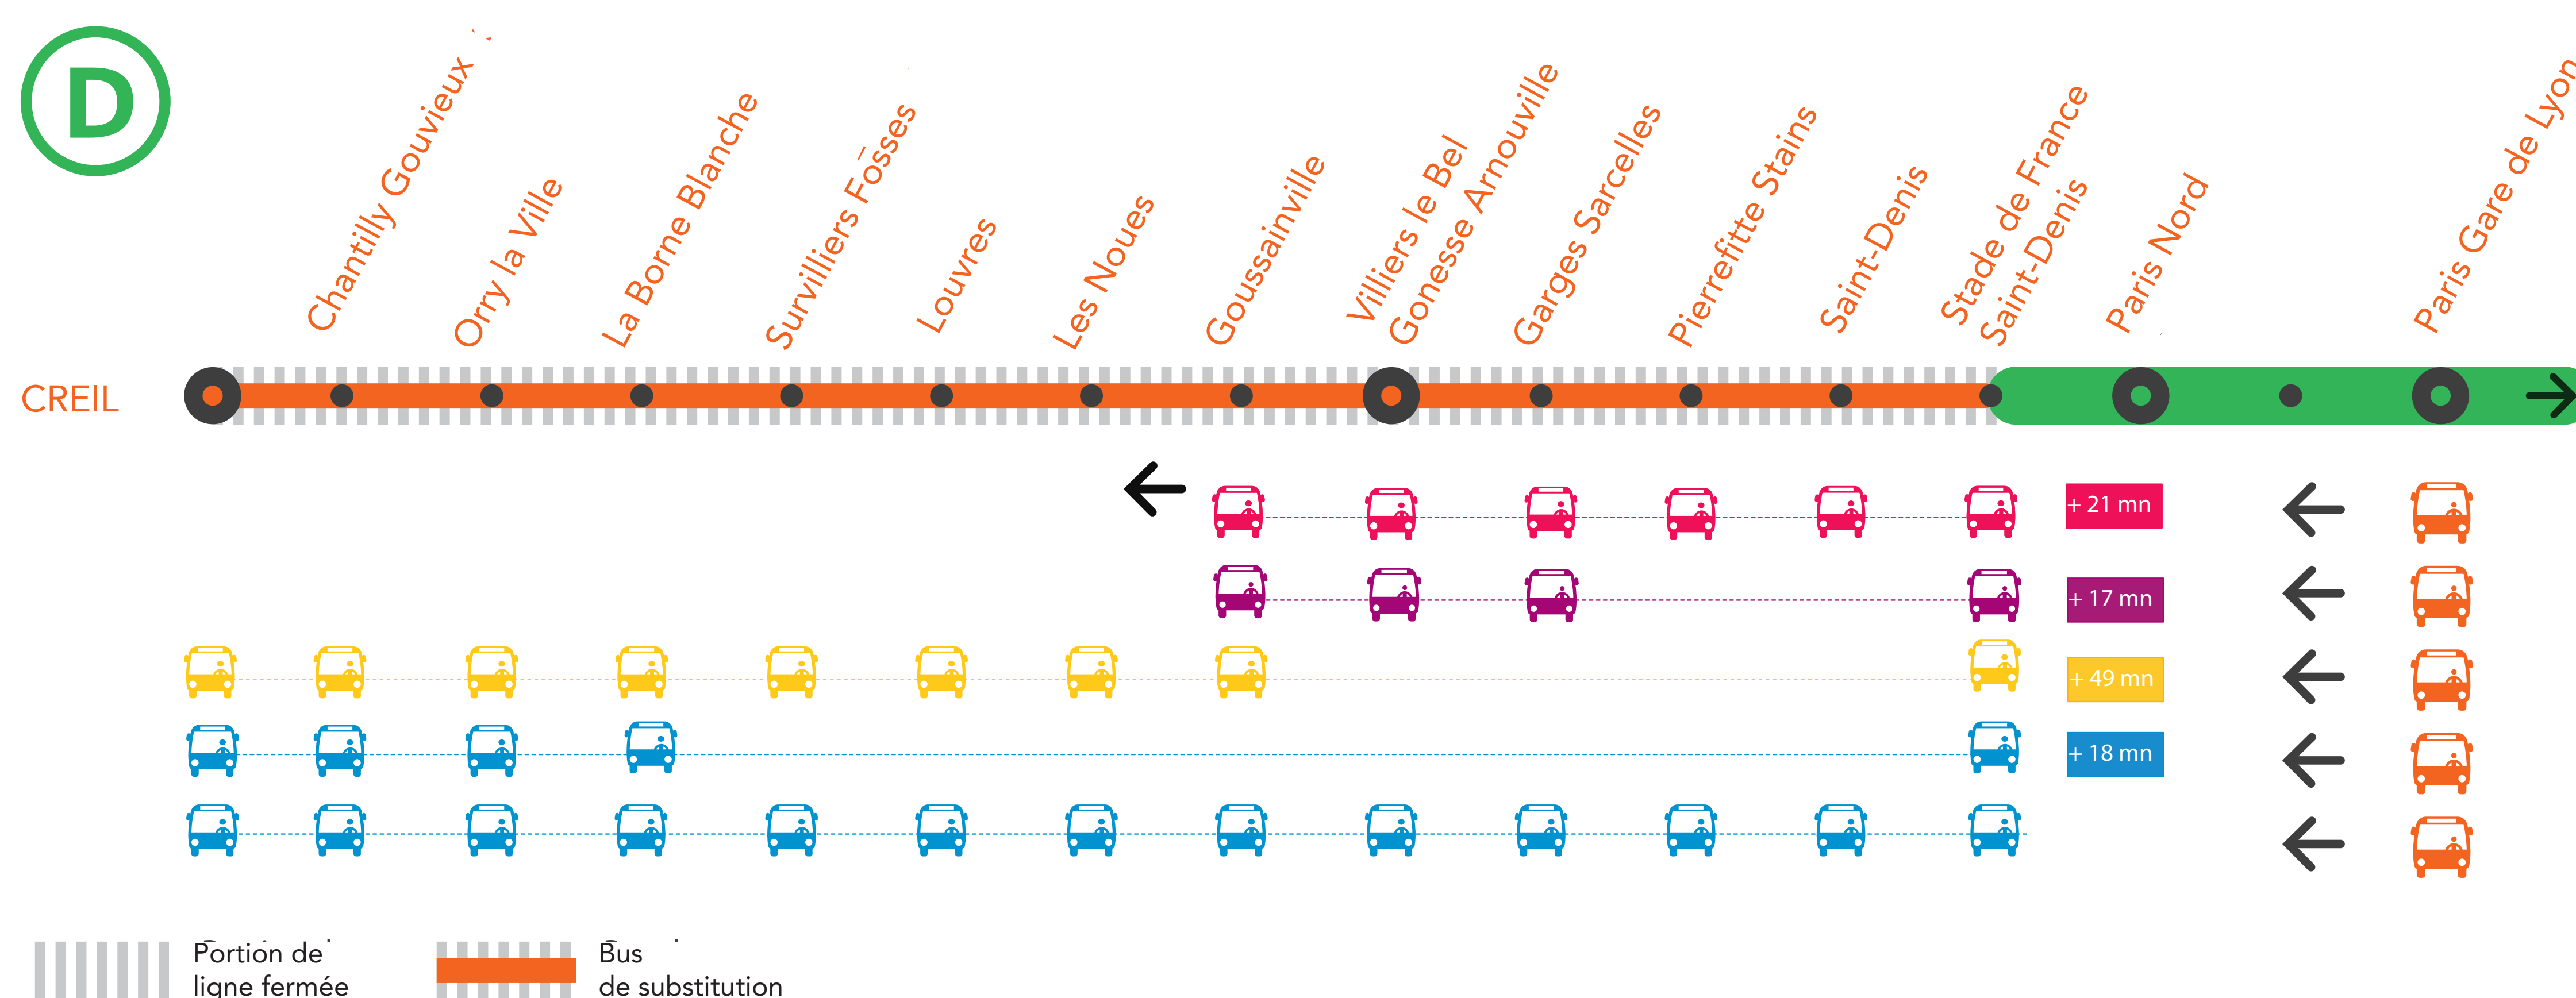 D
Chantilly Gouvieux
Orry la Ville
La Borne Blanche
Survilliers Fosses
Louvres
Les Noues
Goussainville
Villiers le Bel
Gonesse Arnouville
Garges Sarcelles
Pierrefitte Stains
Saint-Denis
Stade de France
Saint-Denis
Paris Nord
Paris Gare de Lyon
CREIL
+ 21 mn
+ 17 mn
+ 49 mn
+ 18 mn
Portion de
ligne fermée
Bus
de substitution